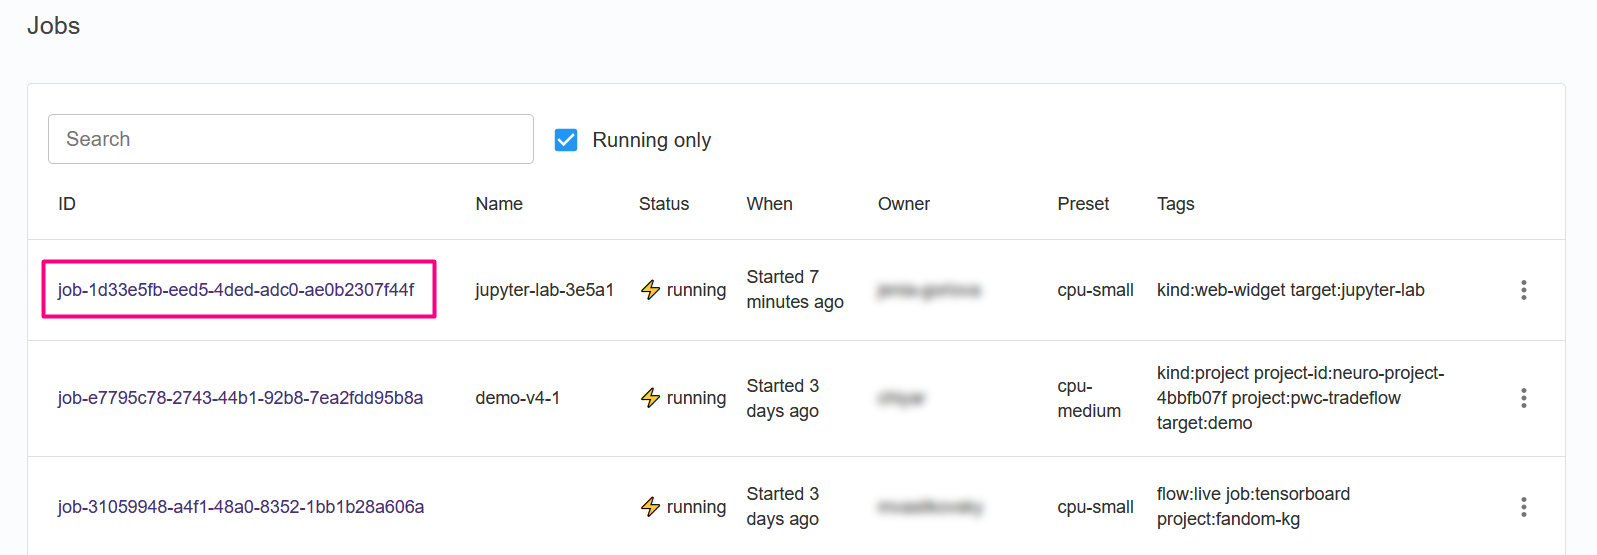 Jobs
Search
Running only
ID Name Status When Owner Preset Tags
job-1d33e5fb-eed5-4ded-adc0-ae0b2307f44f jupyter-lab-3e5a1 running Started 7 minutes ago cpu-small kind:web-widget target:jupyter-lab
job-e7795c78-2743-44b1-92b8-7ea2fdd95b8a demo-v4-1 running Started 3 days ago cpu-medium kind:project project-id:neuro-project-4bbfb07f project:pwc-tradeflow target:demo
job-31059948-a4f1-48a0-8352-1bb1b28a606a running Started 3 days ago cpu-small flow:live job:tensorboard project:fandom-kg